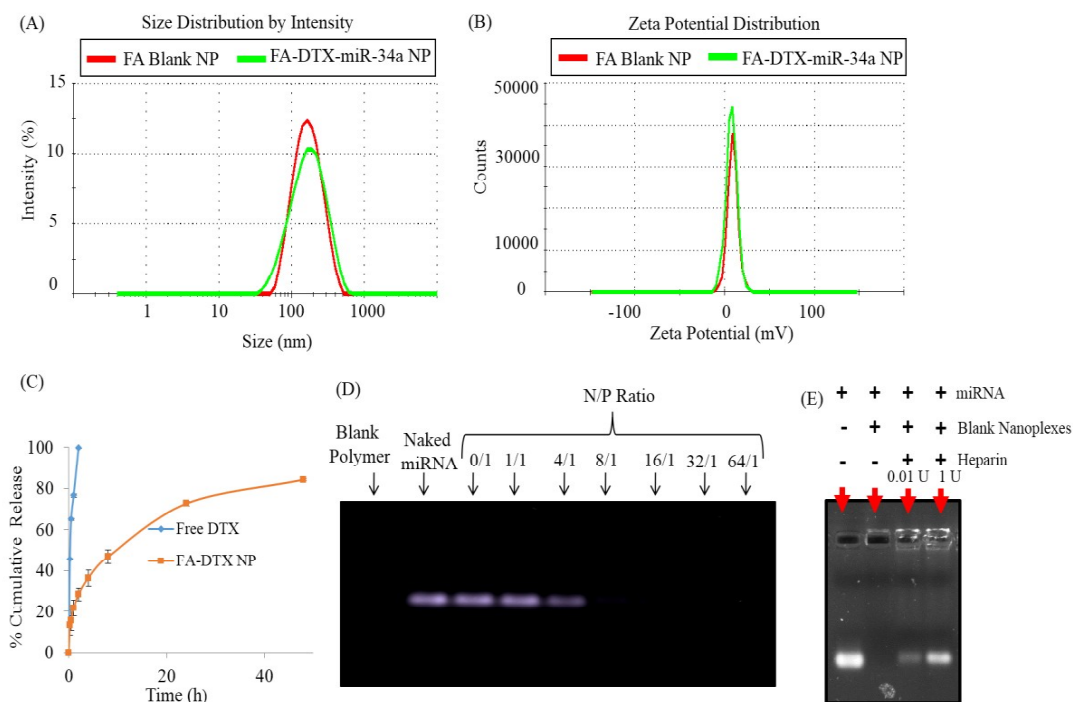 (A)
Size Distribution by Intensity
FA Blank NP FA-DTX-miR-34a NP
15
10
5
0
Intensity (%)
1 10 100 1000
Size (nm)
(B)
Zeta Potential Distribution
FA Blank NP FA-DTX-miR-34a NP
50000
30000
10000
0
Counts
-100 0 100
Zeta Potential (mV)
(C)
100
80
60
40
20
0
% Cumulative Release
Free DTX
FA-DTX NP
0 20 40
Time (h)
(D)
N/P Ratio
Blank
Polymer
Naked
miRNA
0/1 1/1 4/1 8/1 16/1 32/1 64/1
(E)
+ + + + miRNA
- + + + Blank Nanoplexes
- - + + Heparin
0.01 U 1 U